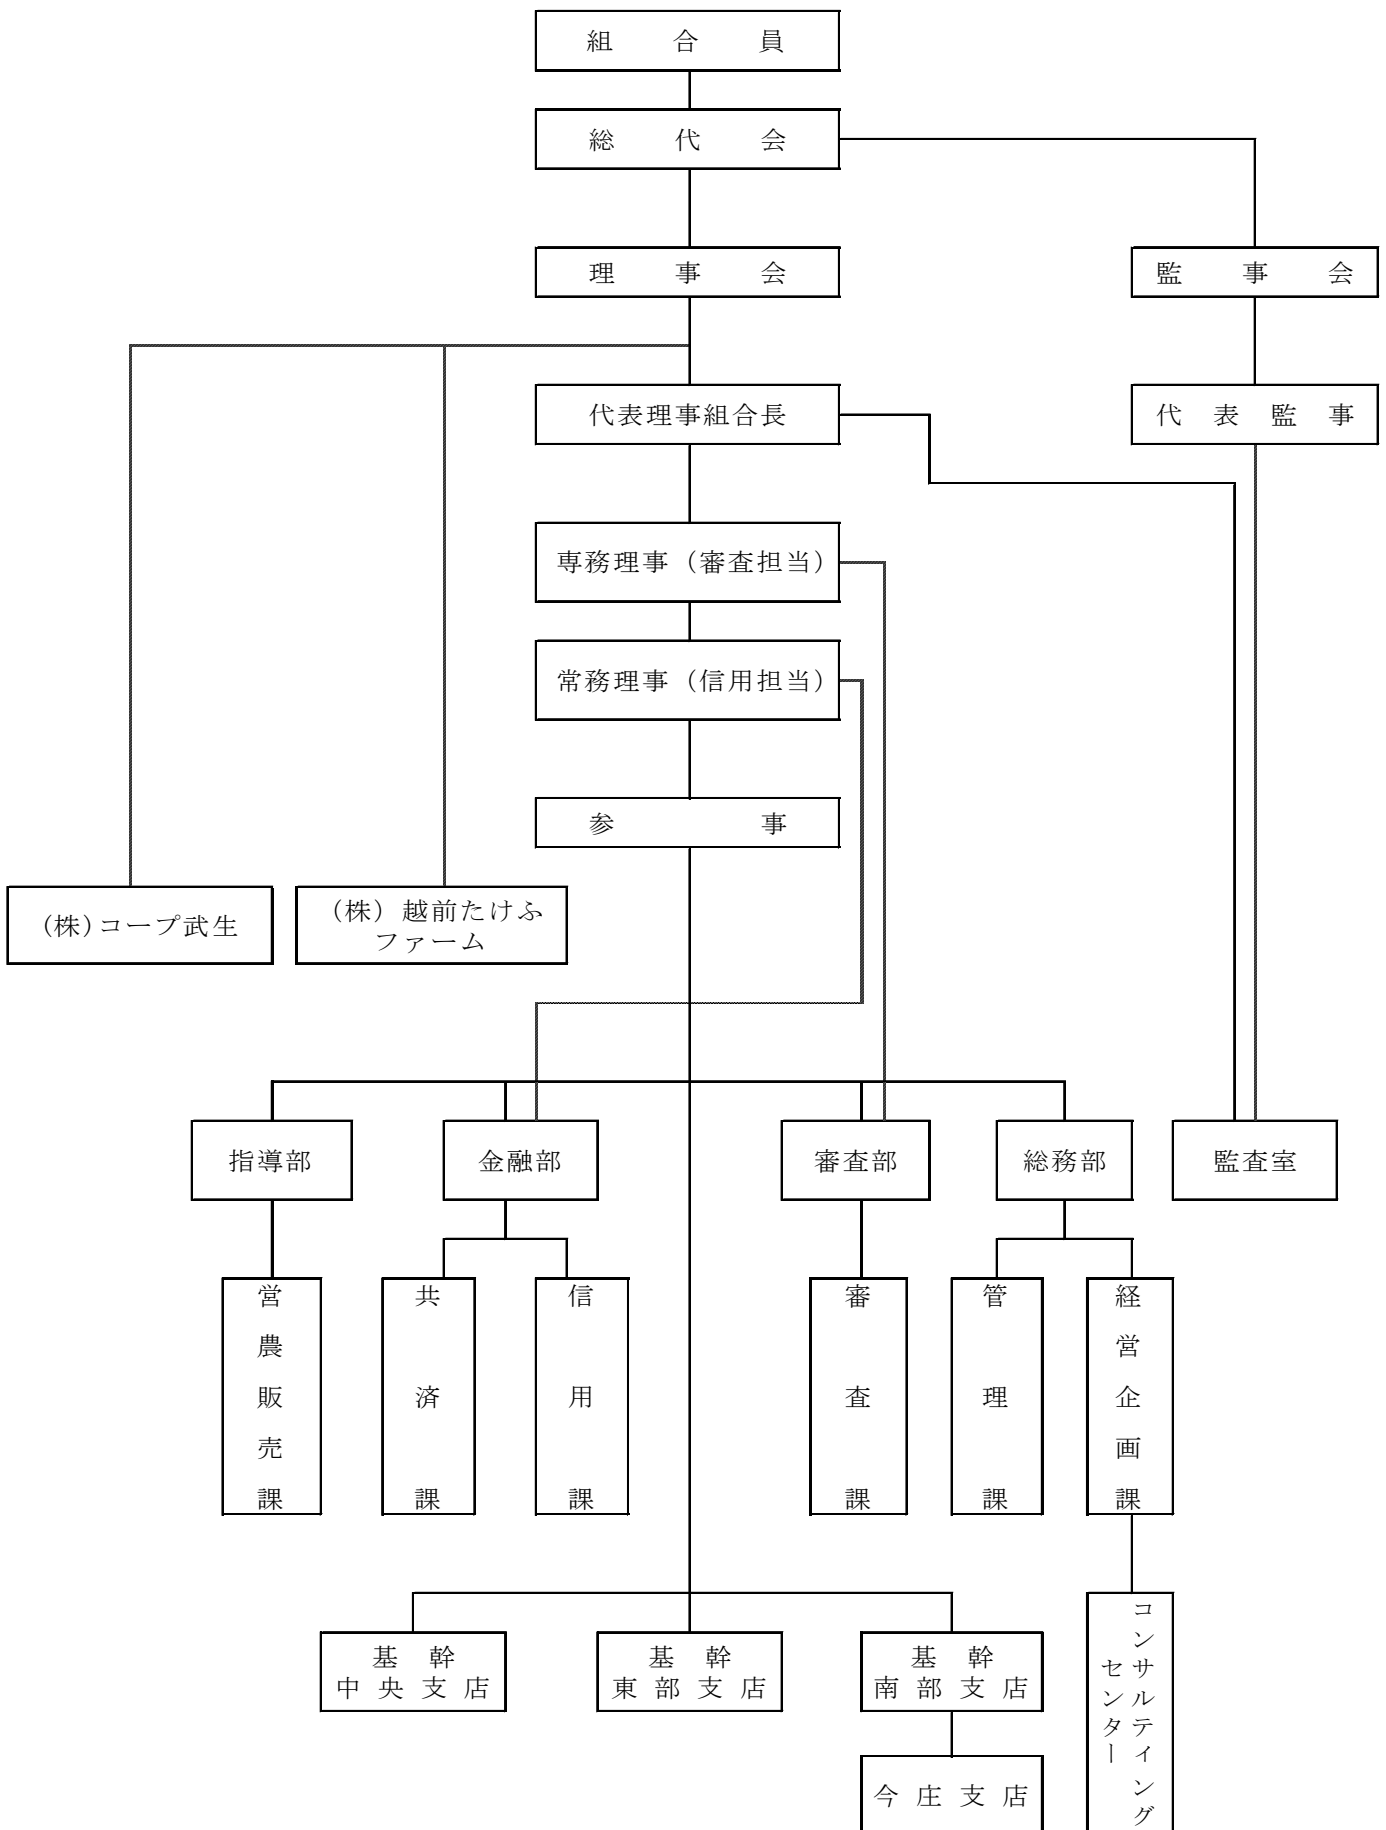 組合員
総代会
理事会
監事会
代表理事組合長
代表監事
専務理事（審査担当）
常務理事（信用担当）
参事
(株)コープ武生
（株）越前たけふ
ファーム
指導部
金融部
審査部
総務部
監査室
営農販売課
共済課
信用課
審査課
管理課
経営企画課
基幹
中央支店
基幹
東部支店
基幹
南部支店
コンサルティング
センター
今庄支店